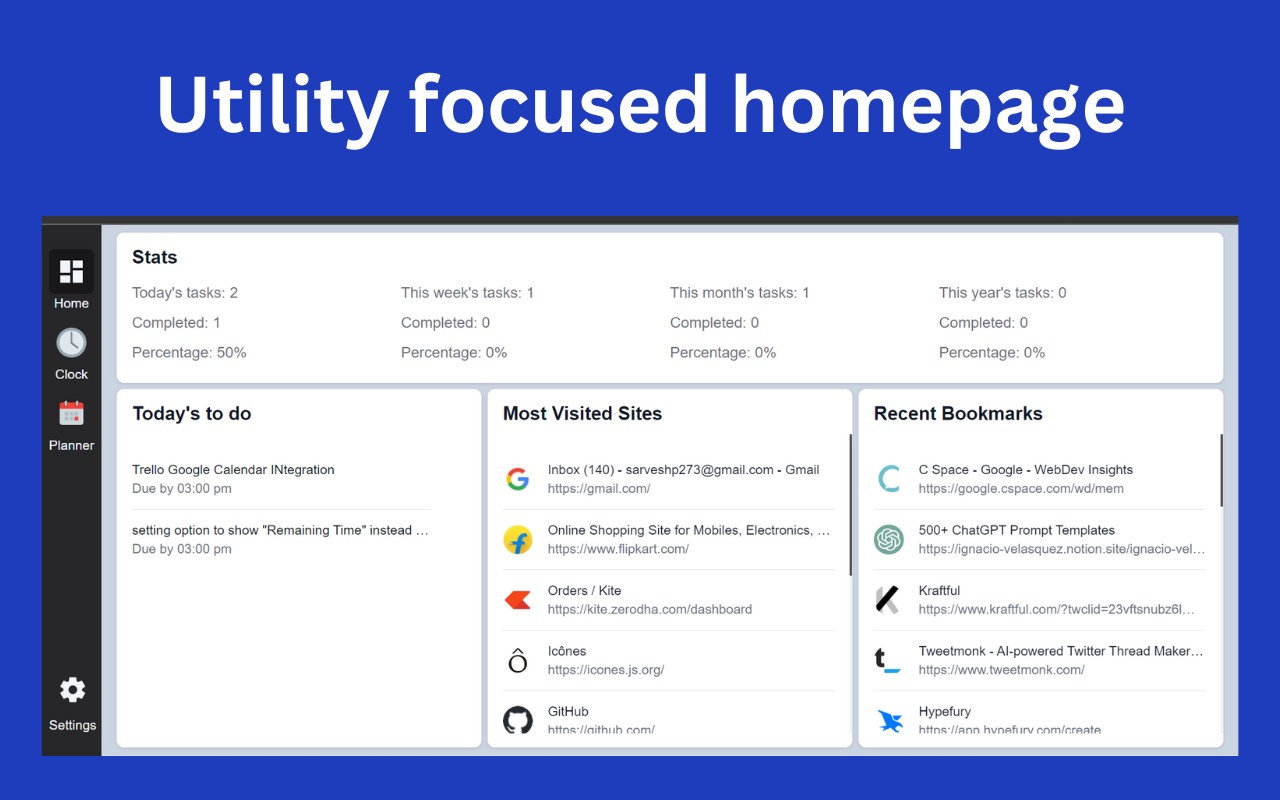 Utility focused homepage
Home
Clock
Planner
Settings
Stats
Today's tasks: 2
Completed: 1
Percentage: 50%
This week's tasks: 1
Completed: 0
Percentage: 0%
This month's tasks: 1
Completed: 0
Percentage: 0%
This year's tasks: 0
Completed: 0
Percentage: 0%
Today's to do
Trello Google Calendar INtegration
Due by 03:00 pm
setting option to show "Remaining Time" instead ...
Due by 03:00 pm
Most Visited Sites
Inbox (140) - sarveshp273@gmail.com - Gmail
https://gmail.com/
Online Shopping Site for Mobiles, Electronics, ...
https://www.flipkart.com/
Orders / Kite
https://kite.zerodha.com/dashboard
Icônes
https://icones.js.org/
GitHub
https://github.com/
Recent Bookmarks
C Space - Google - WebDev Insights
https://google.cspace.com/wd/mem
500+ ChatGPT Prompt Templates
https://ignacio-velasquez.notion.site/ignacio-vel...
Kraftful
https://www.kraftful.com/?twclid=23vftsnubz6l...
Tweetmonk - AI-powered Twitter Thread Maker...
https://www.tweetmonk.com/
Hypefury
https://app.hypefury.com/create